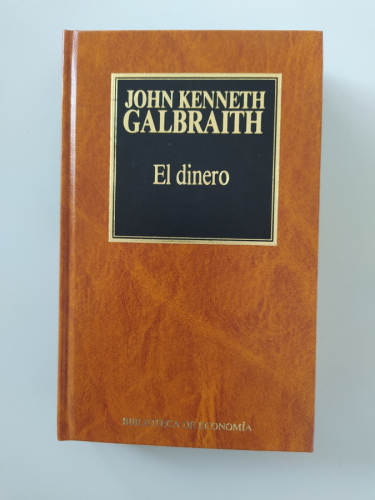 JOHN KENNETH
GALBRAITH
El dinero
BIBLIOTECA DE ECONOMÍA